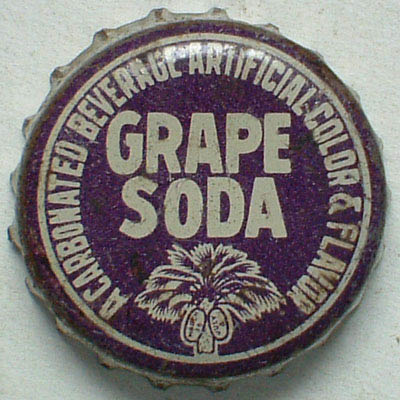 A CARBONATED BEVERAGE ARTIFICIAL COLOR & FLAVOR
GRAPE
SODA